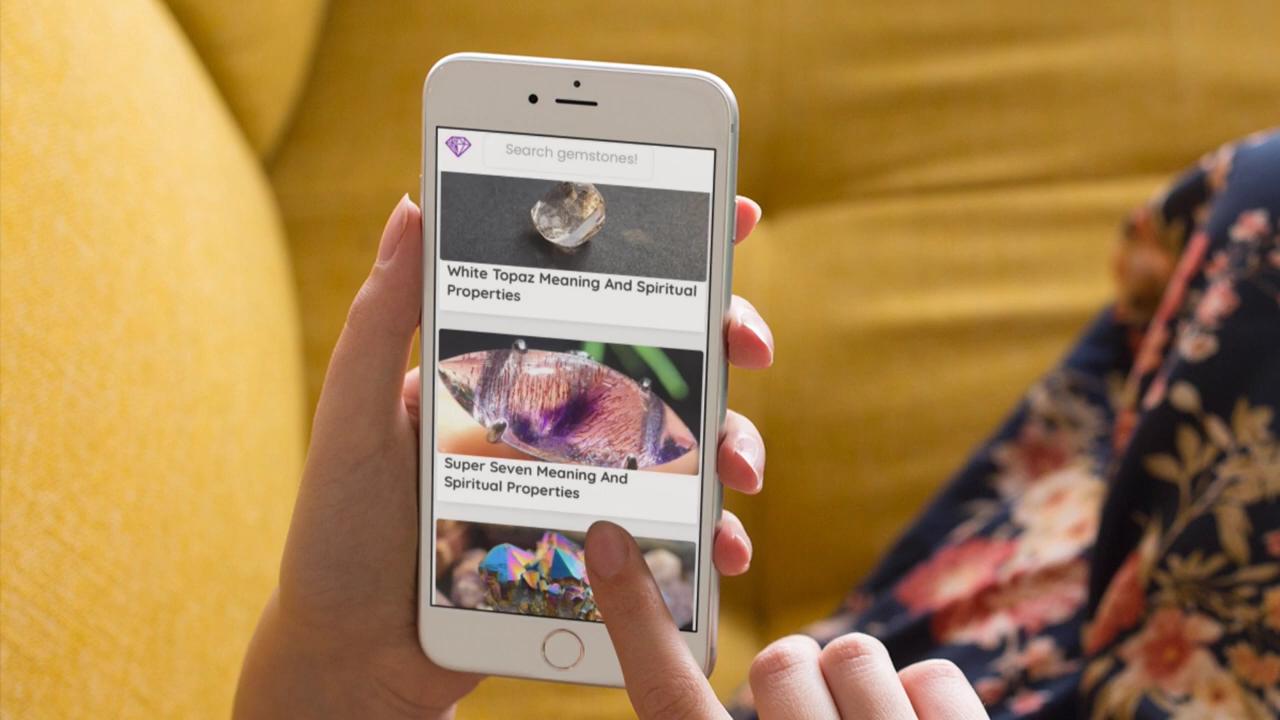 Search gemstones!
White Topaz Meaning And Spiritual
Properties
Super Seven Meaning And
Spiritual Properties